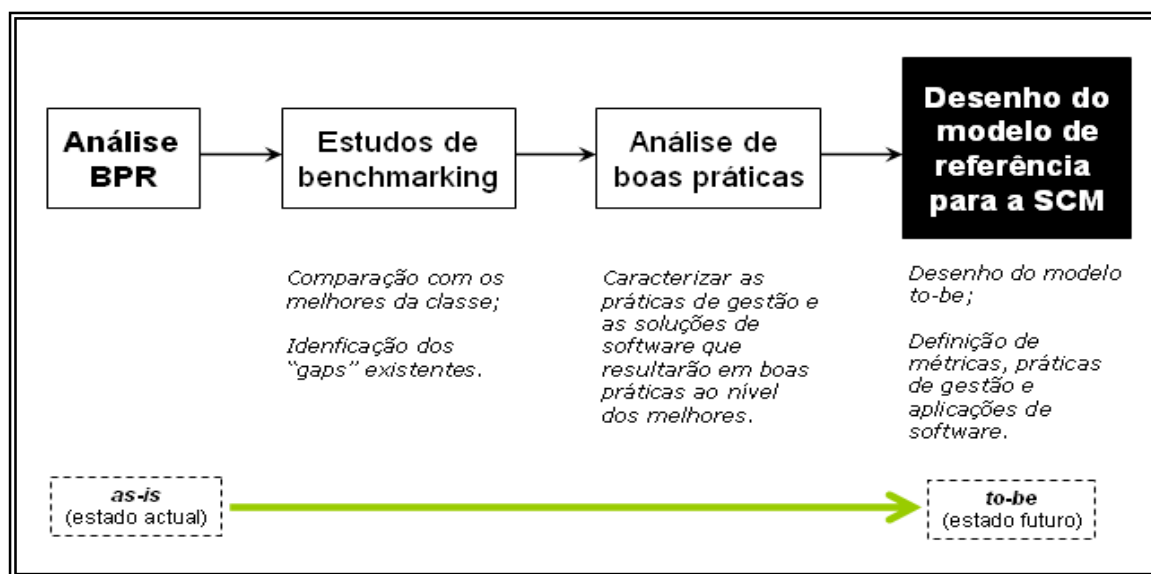 Análise
BPR
Estudos de
benchmarking
Análise de
boas práticas
Desenho do
modelo de
referência
para a SCM
Comparação com os
melhores da classe;
Idenficação dos
“gaps” existentes.
Caracterizar as
práticas de gestão e
as soluções de
software que
resultarão em boas
práticas ao nível
dos melhores.
Desenho do modelo
to-be;
Definição de
métricas, práticas
de gestão e
aplicações de
software.
as-is
(estado actual)
to-be
(estado futuro)